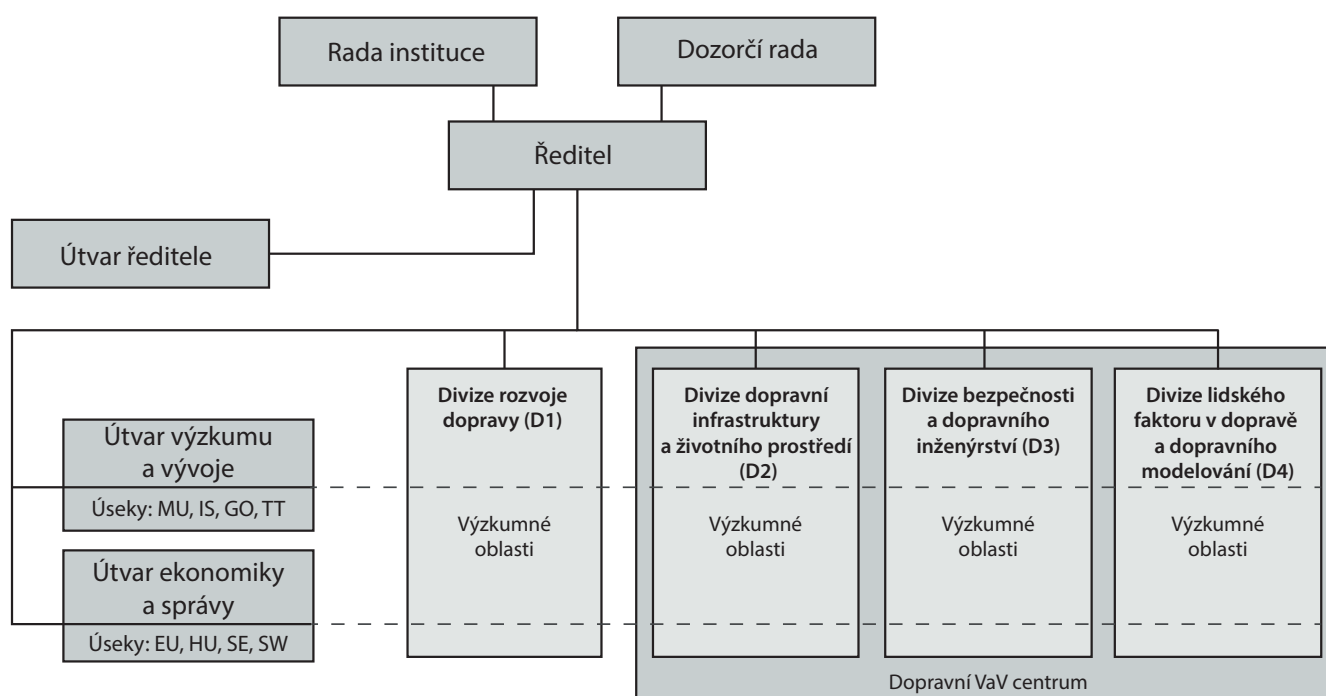 Rada instituce
Dozorčí rada
Ředitel
Útvar ředitele
Divize rozvoje
dopravy (D1)
Výzkumné
oblasti
Divize dopravní
infrastruktury
a životního prostředí
(D2)
Výzkumné
oblasti
Divize bezpečnosti
a dopravního
inženýrství (D3)
Výzkumné
oblasti
Divize lidského
faktoru v dopravě
a dopravního
modelování (D4)
Výzkumné
oblasti
Útvar výzkumu
a vývoje
Úseky: MU, IS, GO, TT
Útvar ekonomiky
a správy
Úseky: EU, HU, SE, SW
Dopravní VaV centrum